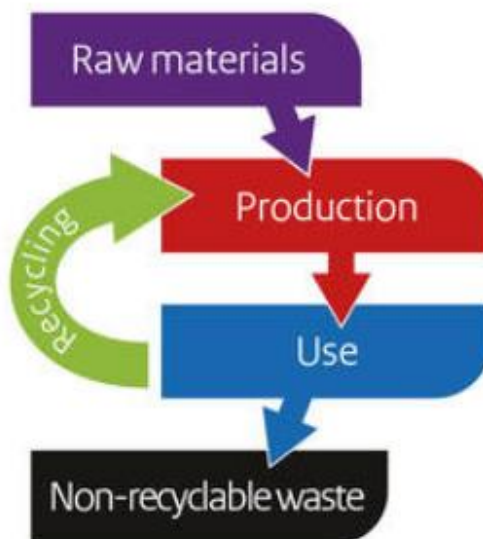 Raw materials
Production
Recycling
Use
Non-recyclable waste